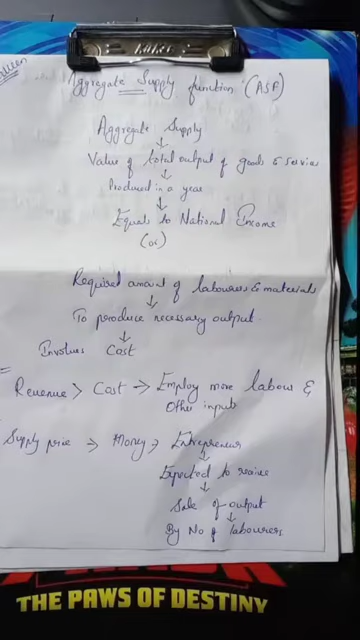 Aggregate Supply function (ASF)
Aggregate Supply
↓
Value of total output of goods & Services
↓
Produced in a year
↓
Equals to National Income
(or)
Required amount of labourers & materials
↓
To produce necessary output.
↓
Involves Cost
Revenue > Cost → Employ more labour &
Other inputs
Supply price → Money → Entrepreneur
↓
Expected to
↓
Sale of output
↓
By No of labourers
THE PAWS OF DESTINY